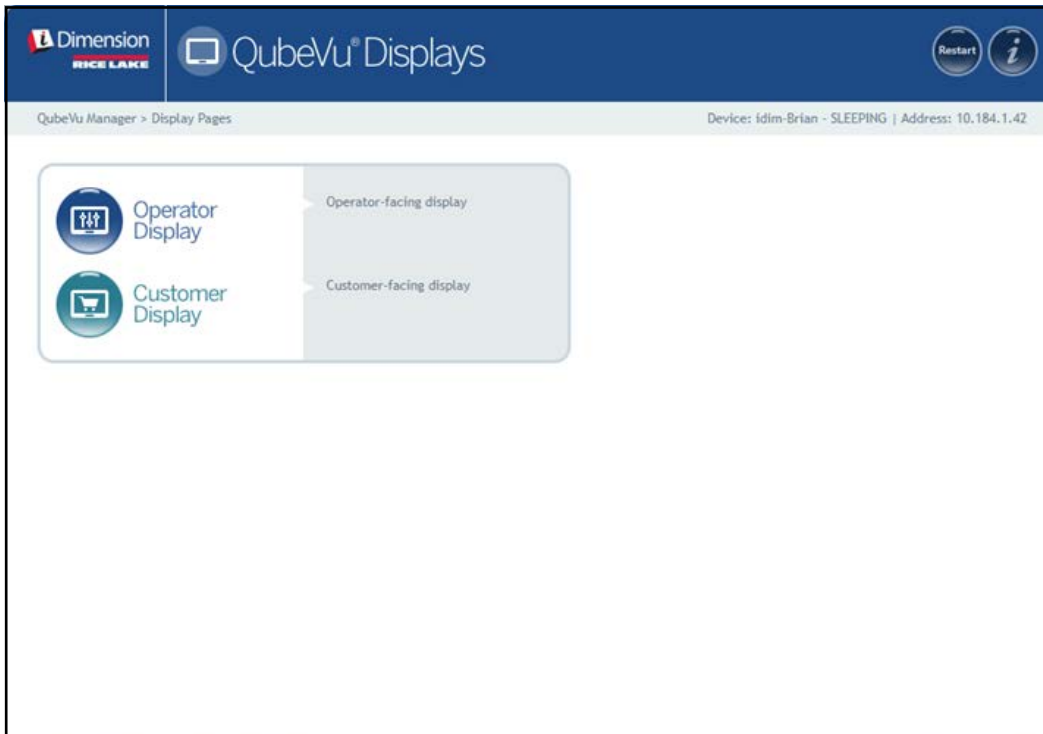 iDimension
RICE LAKE
QubeVu® Displays
Restart
i
QubeVu Manager > Display Pages
Device: idim-Brian - SLEEPING | Address: 10.184.1.42
Operator
Display
Operator-facing display
Customer
Display
Customer-facing display